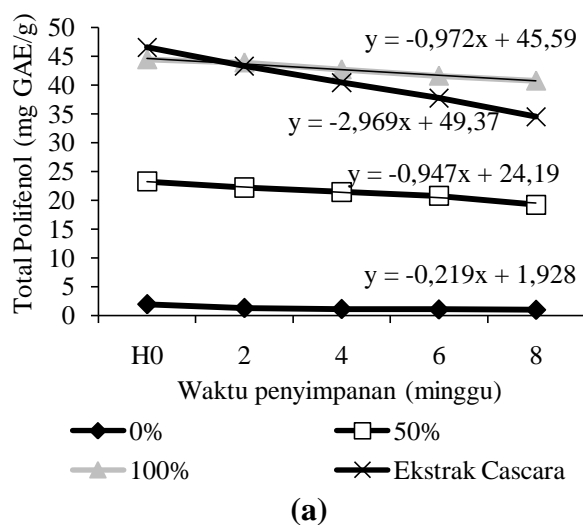 50
45
40
35
30
25
20
15
10
5
0
Total Polifenol (mg GAE/g)
y = -0,972x + 45,59
y = -2,969x + 49,37
y = -0,947x + 24,19
y = -0,219x + 1,928
H0 2 4 6 8
Waktu penyimpanan (minggu)
0% 50%
100% Ekstrak Cascara
(a)